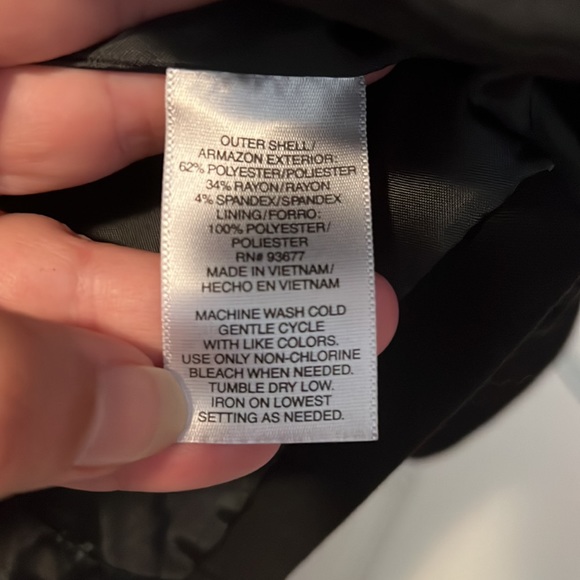 OUTER SHELL/
ARMAZON EXTERIOR:
62% POLYESTER/POLIESTER
34% RAYON/RAYON
4% SPANDEX/SPANDEX
LINING/FORRO:
100% POLYESTER/
POLIESTER
RN# 93677
MADE IN VIETNAM/
HECHO EN VIETNAM
MACHINE WASH COLD
GENTLE CYCLE
WITH LIKE COLORS.
USE ONLY NON-CHLORINE
BLEACH WHEN NEEDED.
TUMBLE DRY LOW.
IRON ON LOWEST
SETTING AS NEEDED.